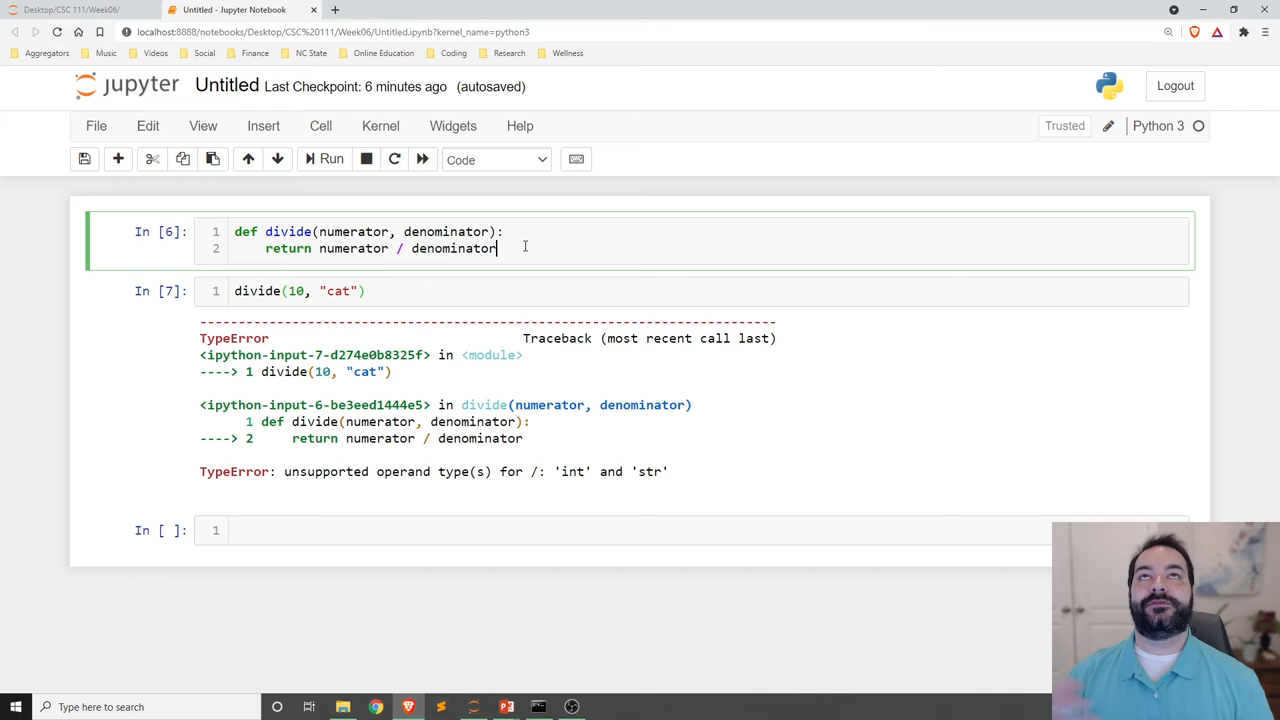 Desktop/CSC 111/Week06/
Untitled - Jupyter Notebook
localhost:8888/notebooks/Desktop/CSC%20111/Week06/Untitled.ipynb?kernel_name=python3
Aggregators Music Videos Social Finance NC State Online Education Coding Research Wellness
jupyter Untitled Last Checkpoint: 6 minutes ago (autosaved)
Logout
File Edit View Insert Cell Kernel Widgets Help
Trusted Python 3
Run Code
In [6]: 1 def divide(numerator, denominator):
2     return numerator / denominator
In [7]: 1 divide(10, "cat")
---------------------------------------------------------------------------
TypeError                                 Traceback (most recent call last)
<ipython-input-7-d274e0b8325f> in <module>
----> 1 divide(10, "cat")
<ipython-input-6-be3eed1444e5> in divide(numerator, denominator)
1 def divide(numerator, denominator):
----> 2     return numerator / denominator
TypeError: unsupported operand type(s) for /: 'int' and 'str'
In [ ]: 1
Type here to search